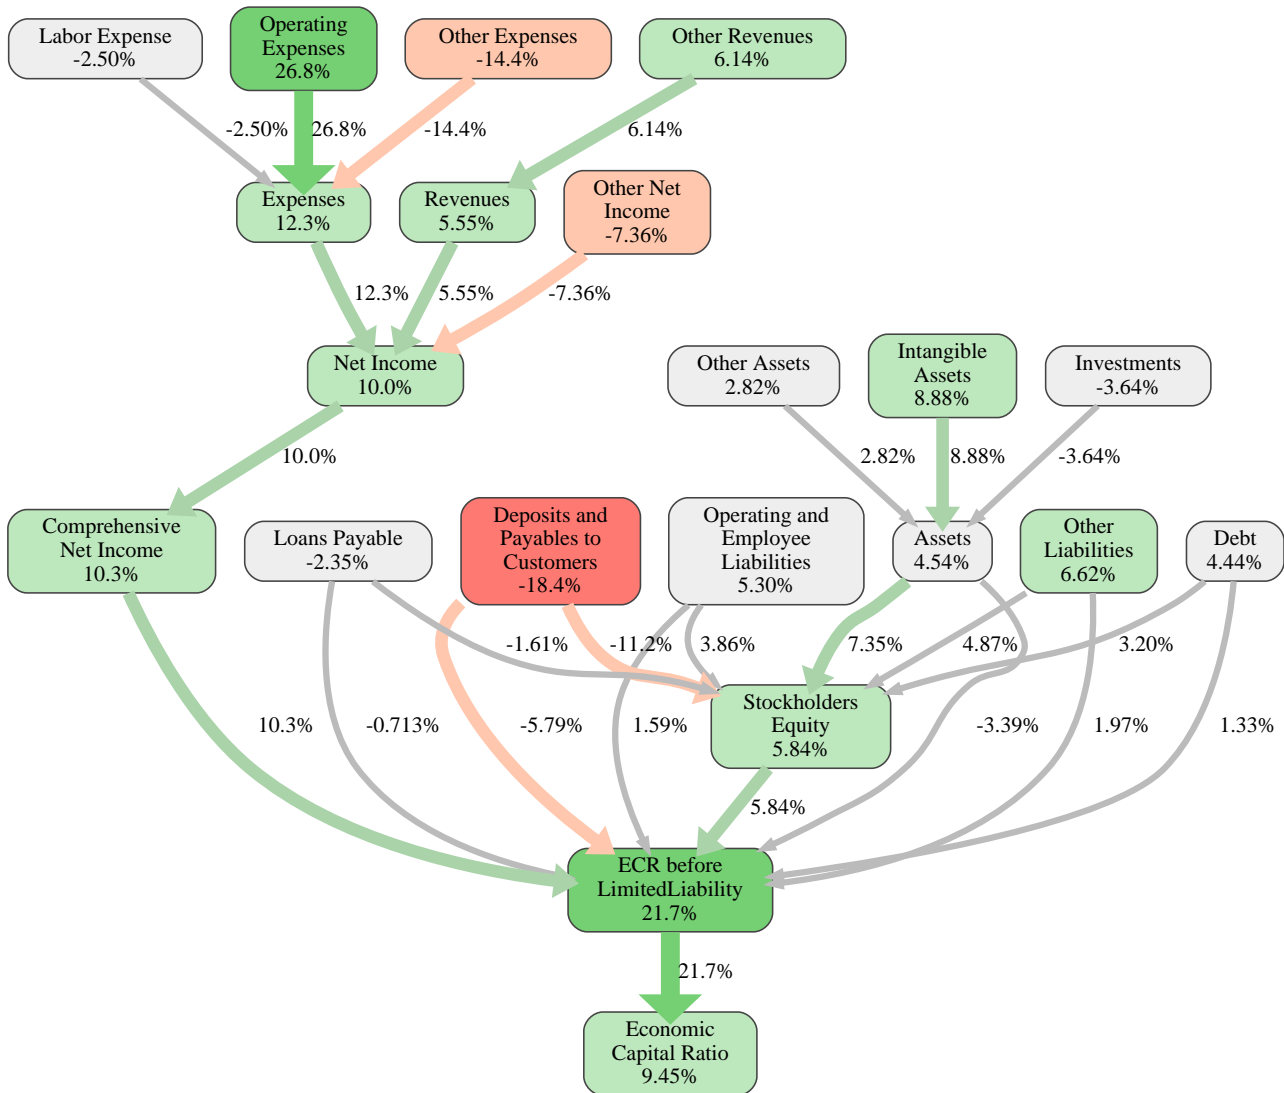 Labor Expense
-2.50%
Operating
Expenses
26.8%
Other Expenses
-14.4%
Other Revenues
6.14%
-2.50%
26.8%
-14.4%
6.14%
Expenses
12.3%
Revenues
5.55%
Other Net
Income
-7.36%
12.3%
5.55%
-7.36%
Net Income
10.0%
Other Assets
2.82%
Intangible
Assets
8.88%
Investments
-3.64%
10.0%
2.82%
8.88%
-3.64%
Comprehensive
Net Income
10.3%
Loans Payable
-2.35%
Deposits and
Payables to
Customers
-18.4%
Operating and
Employee
Liabilities
5.30%
Assets
4.54%
Other
Liabilities
6.62%
Debt
4.44%
-1.61%
-11.2%
3.86%
7.35%
4.87%
3.20%
Stockholders
Equity
5.84%
10.3%
-0.713%
-5.79%
1.59%
-3.39%
1.97%
1.33%
5.84%
ECR before
LimitedLiability
21.7%
21.7%
Economic
Capital Ratio
9.45%